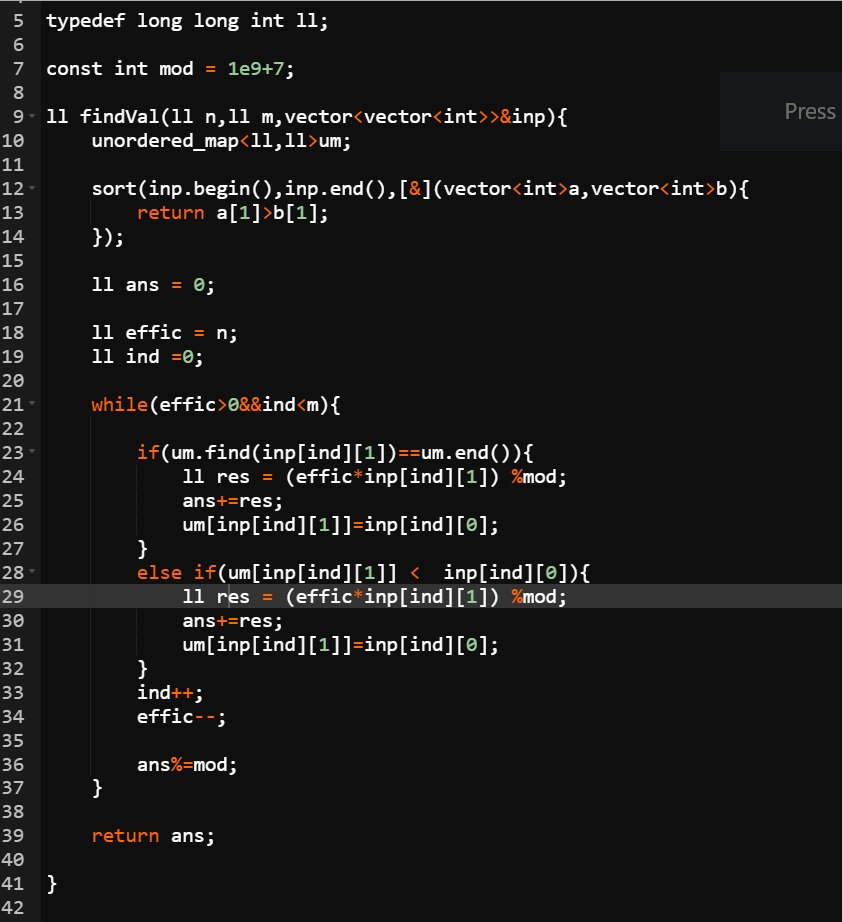 5 typedef long long int ll;
6
7 const int mod = 1e9+7;
8
9 ll findVal(ll n,ll m,vector<vector<int>>&inp){
10     unordered_map<ll,ll>um;
11
12     sort(inp.begin(),inp.end(),[&](vector<int>a,vector<int>b){
13         return a[1]>b[1];
14     });
15
16     ll ans = 0;
17
18     ll effic = n;
19     ll ind =0;
20
21     while(effic>0&&ind<m){
22
23         if(um.find(inp[ind][1])==um.end()){
24             ll res = (effic*inp[ind][1]) %mod;
25             ans+=res;
26             um[inp[ind][1]]=inp[ind][0];
27         }
28         else if(um[inp[ind][1]] <  inp[ind][0]){
29             ll res = (effic*inp[ind][1]) %mod;
30             ans+=res;
31             um[inp[ind][1]]=inp[ind][0];
32         }
33         ind++;
34         effic--;
35
36         ans%=mod;
37     }
38
39     return ans;
40
41 }
42
Press